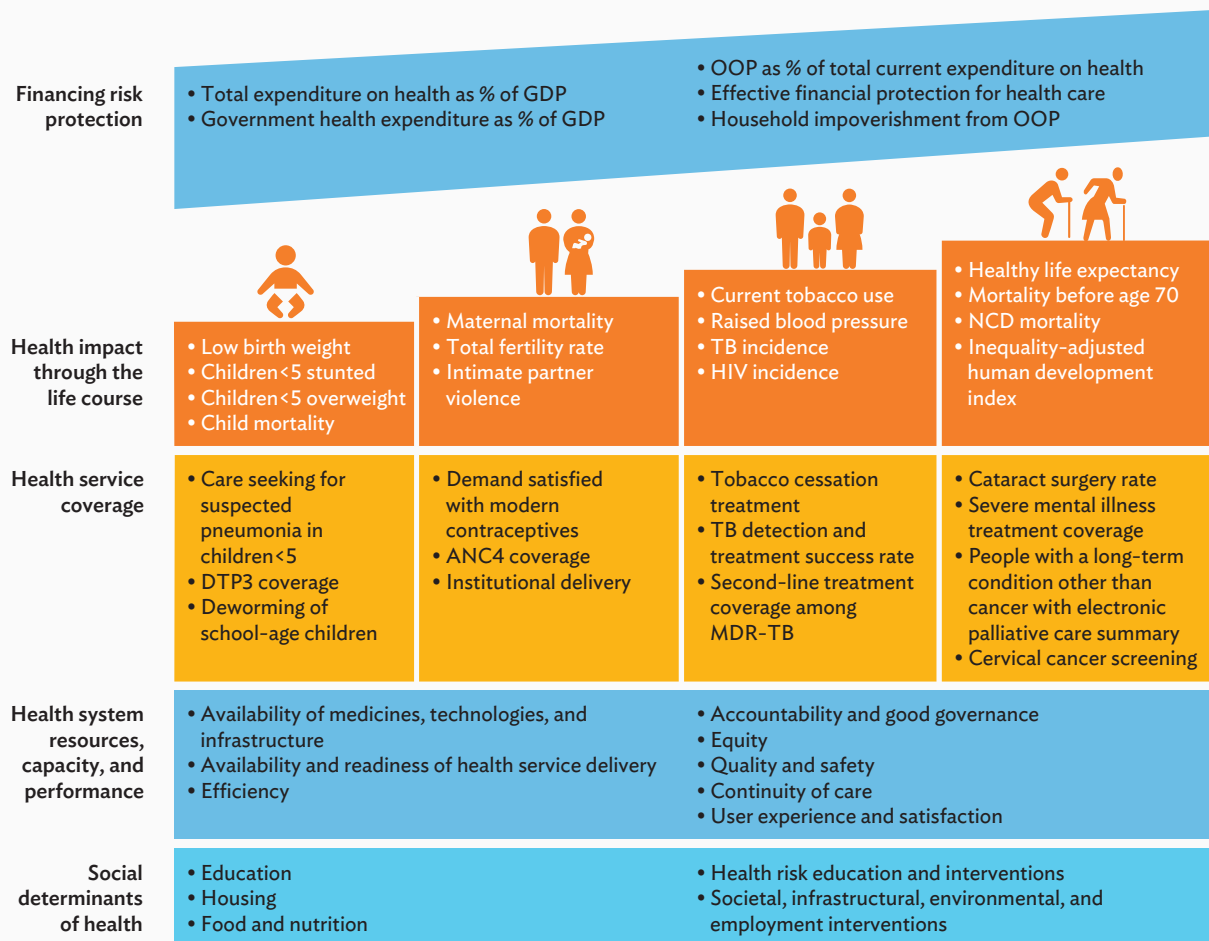 Financing risk
protection
• Total expenditure on health as % of GDP
• Government health expenditure as % of GDP
• OOP as % of total current expenditure on health
• Effective financial protection for health care
• Household impoverishment from OOP
Health impact
through the
life course
• Low birth weight
• Children<5 stunted
• Children<5 overweight
• Child mortality
• Maternal mortality
• Total fertility rate
• Intimate partner
violence
• Current tobacco use
• Raised blood pressure
• TB incidence
• HIV incidence
• Healthy life expectancy
• Mortality before age 70
• NCD mortality
• Inequality-adjusted
human development
index
Health service
coverage
• Care seeking for
suspected
pneumonia in
children<5
• DTP3 coverage
• Deworming of
school-age children
• Demand satisfied
with modern
contraceptives
• ANC4 coverage
• Institutional delivery
• Tobacco cessation
treatment
• TB detection and
treatment success rate
• Second-line treatment
coverage among
MDR-TB
• Cataract surgery rate
• Severe mental illness
treatment coverage
• People with a long-term
condition other than
cancer with electronic
palliative care summary
• Cervical cancer screening
Health system
resources,
capacity, and
performance
• Availability of medicines, technologies, and
infrastructure
• Availability and readiness of health service delivery
• Efficiency
• Accountability and good governance
• Equity
• Quality and safety
• Continuity of care
• User experience and satisfaction
Social
determinants
of health
• Education
• Housing
• Food and nutrition
• Health risk education and interventions
• Societal, infrastructural, environmental, and
employment interventions